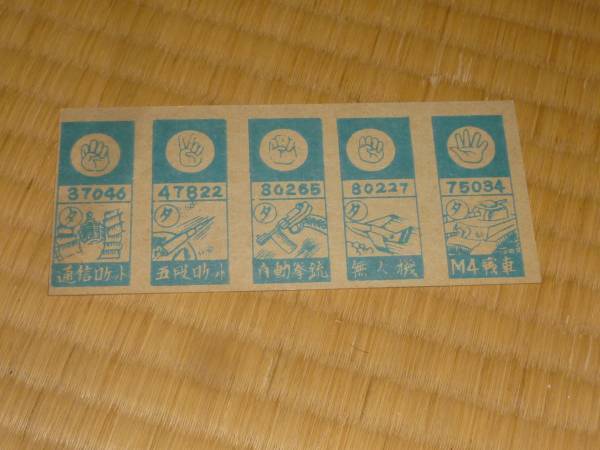 37046
タ
通信ロケット
47822
タ
五段ロケット
80265
タ
自動拳銃
80227
タ
無人機
75034
タ
M4戦車